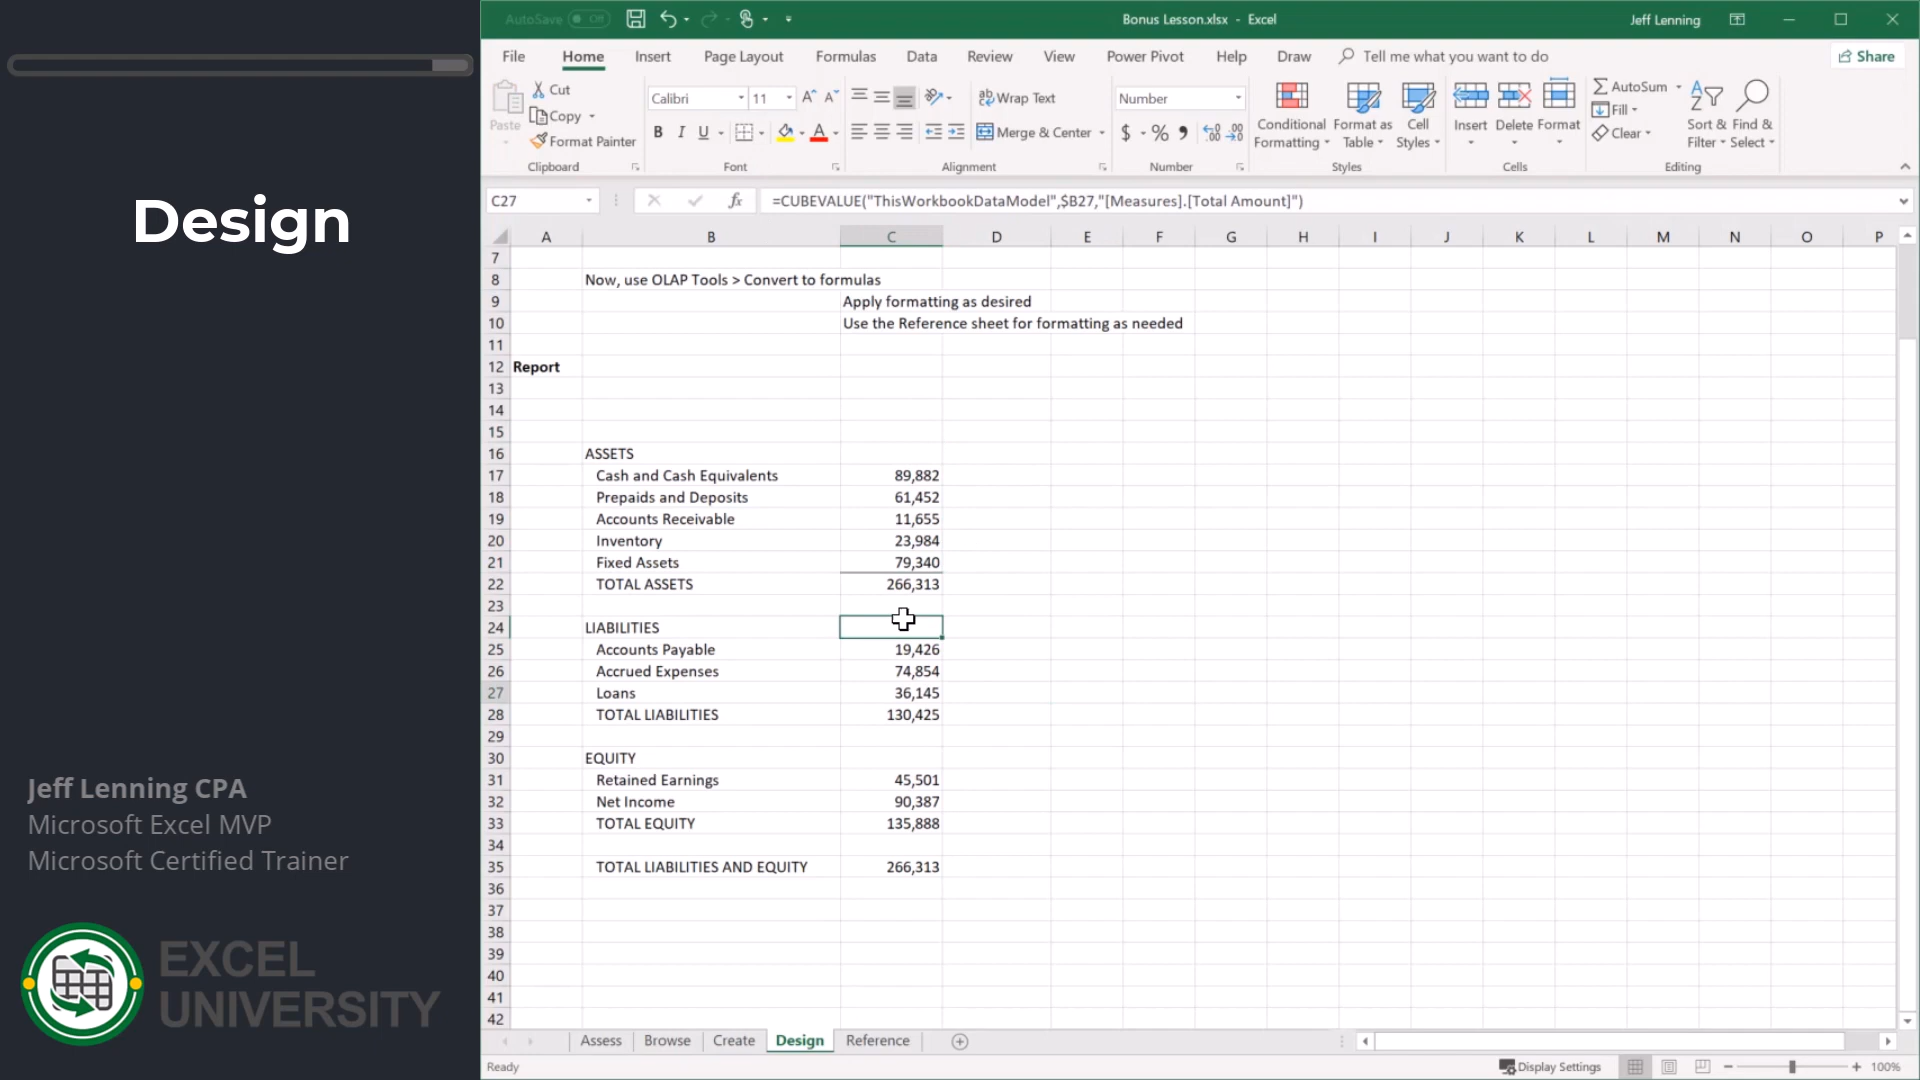 Design
Jeff Lenning CPA
Microsoft Excel MVP
Microsoft Certified Trainer
EXCEL
UNIVERSITY
AutoSave Off
Bonus Lesson.xlsx - Excel
Jeff Lenning
File Home Insert Page Layout Formulas Data Review View Power Pivot Help Draw Tell me what you want to do Share
Paste
Cut
Copy
Format Painter
Clipboard
Calibri 11
B I U
Font
Wrap Text
Merge & Center
Alignment
Number
$ % ,
Number
Conditional Formatting
Format as Table
Cell Styles
Styles
Insert Delete Format
Cells
AutoSum
Fill
Clear
Sort & Filter
Find & Select
Editing
C27 fx =CUBEVALUE("ThisWorkbookDataModel",$B27,"[Measures].[Total Amount]")
A B C D E F G H I J K L M N O P
7
8 Now, use OLAP Tools > Convert to formulas
9 Apply formatting as desired
10 Use the Reference sheet for formatting as needed
11
12 Report
13
14
15
16 ASSETS
17 Cash and Cash Equivalents 89,882
18 Prepaids and Deposits 61,452
19 Accounts Receivable 11,655
20 Inventory 23,984
21 Fixed Assets 79,340
22 TOTAL ASSETS 266,313
23
24 LIABILITIES
25 Accounts Payable 19,426
26 Accrued Expenses 74,854
27 Loans 36,145
28 TOTAL LIABILITIES 130,425
29
30 EQUITY
31 Retained Earnings 45,501
32 Net Income 90,387
33 TOTAL EQUITY 135,888
34
35 TOTAL LIABILITIES AND EQUITY 266,313
36
37
38
39
40
41
42
Assess Browse Create Design Reference
Ready
Display Settings
100%